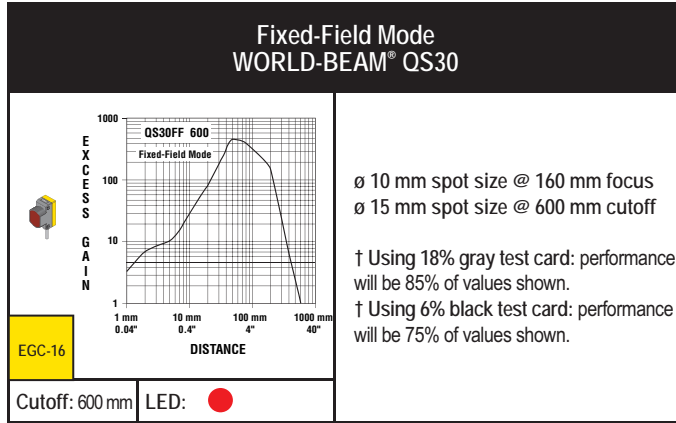 Fixed-Field Mode
WORLD-BEAM® QS30
EXCESS GAIN
1000
100
10
1
QS30FF 600
Fixed-Field Mode
1 mm 10 mm 100 mm 1000 mm
0.04" 0.4" 4" 40"
DISTANCE
EGC-16
Cutoff: 600 mm
LED:
ø 10 mm spot size @ 160 mm focus
ø 15 mm spot size @ 600 mm cutoff
† Using 18% gray test card: performance
will be 85% of values shown.
† Using 6% black test card: performance
will be 75% of values shown.